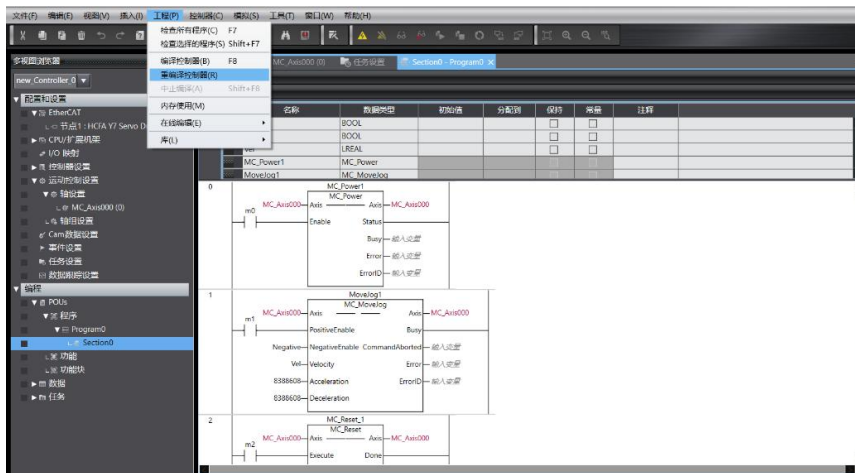 文件(F) 编辑(E) 视图(V) 插入(I) 工程(P) 控制器(C) 模拟(S) 工具(T) 窗口(W) 帮助(H)
检查所有程序(C) F7
检查选择的程序(S) Shift+F7
编译控制器(B) F8
重编译控制器(R)
中止编译(A) Shift+F8
内存使用(M)
在线编辑(E)
库(L)
多视图浏览器
new_Controller_0
配置和设置
EtherCAT
节点1 : HCFA Y7 Servo D
CPU/扩展机架
I/O 映射
控制器设置
运动控制设置
轴设置
MC_Axis000 (0)
轴组设置
Cam数据设置
事件设置
任务设置
数据跟踪设置
编程
POUs
程序
Program0
Section0
功能
功能块
数据
任务
MC_Axis000 (0) 任务设置 Section0 - Program0
名称 数据类型 初始值 分配到 保持 常量 注释
BOOL
BOOL
Vel LREAL
MC_Power1 MC_Power
MoveJog1 MC_MoveJog
0 MC_Power1
MC_Power
m0 MC_Axis000 Axis Axis MC_Axis000
Enable Status
Busy 输入变量
Error 输入变量
ErrorID 输入变量
1 MoveJog1
MC_MoveJog
m1 MC_Axis000 Axis Axis MC_Axis000
PositiveEnable Busy
Negative NegativeEnable CommandAborted 输入变量
Vel Velocity Error 输入变量
8388608 Acceleration ErrorID 输入变量
8388608 Deceleration
2 MC_Reset_1
MC_Reset
m2 MC_Axis000 Axis Axis MC_Axis000
Execute Done